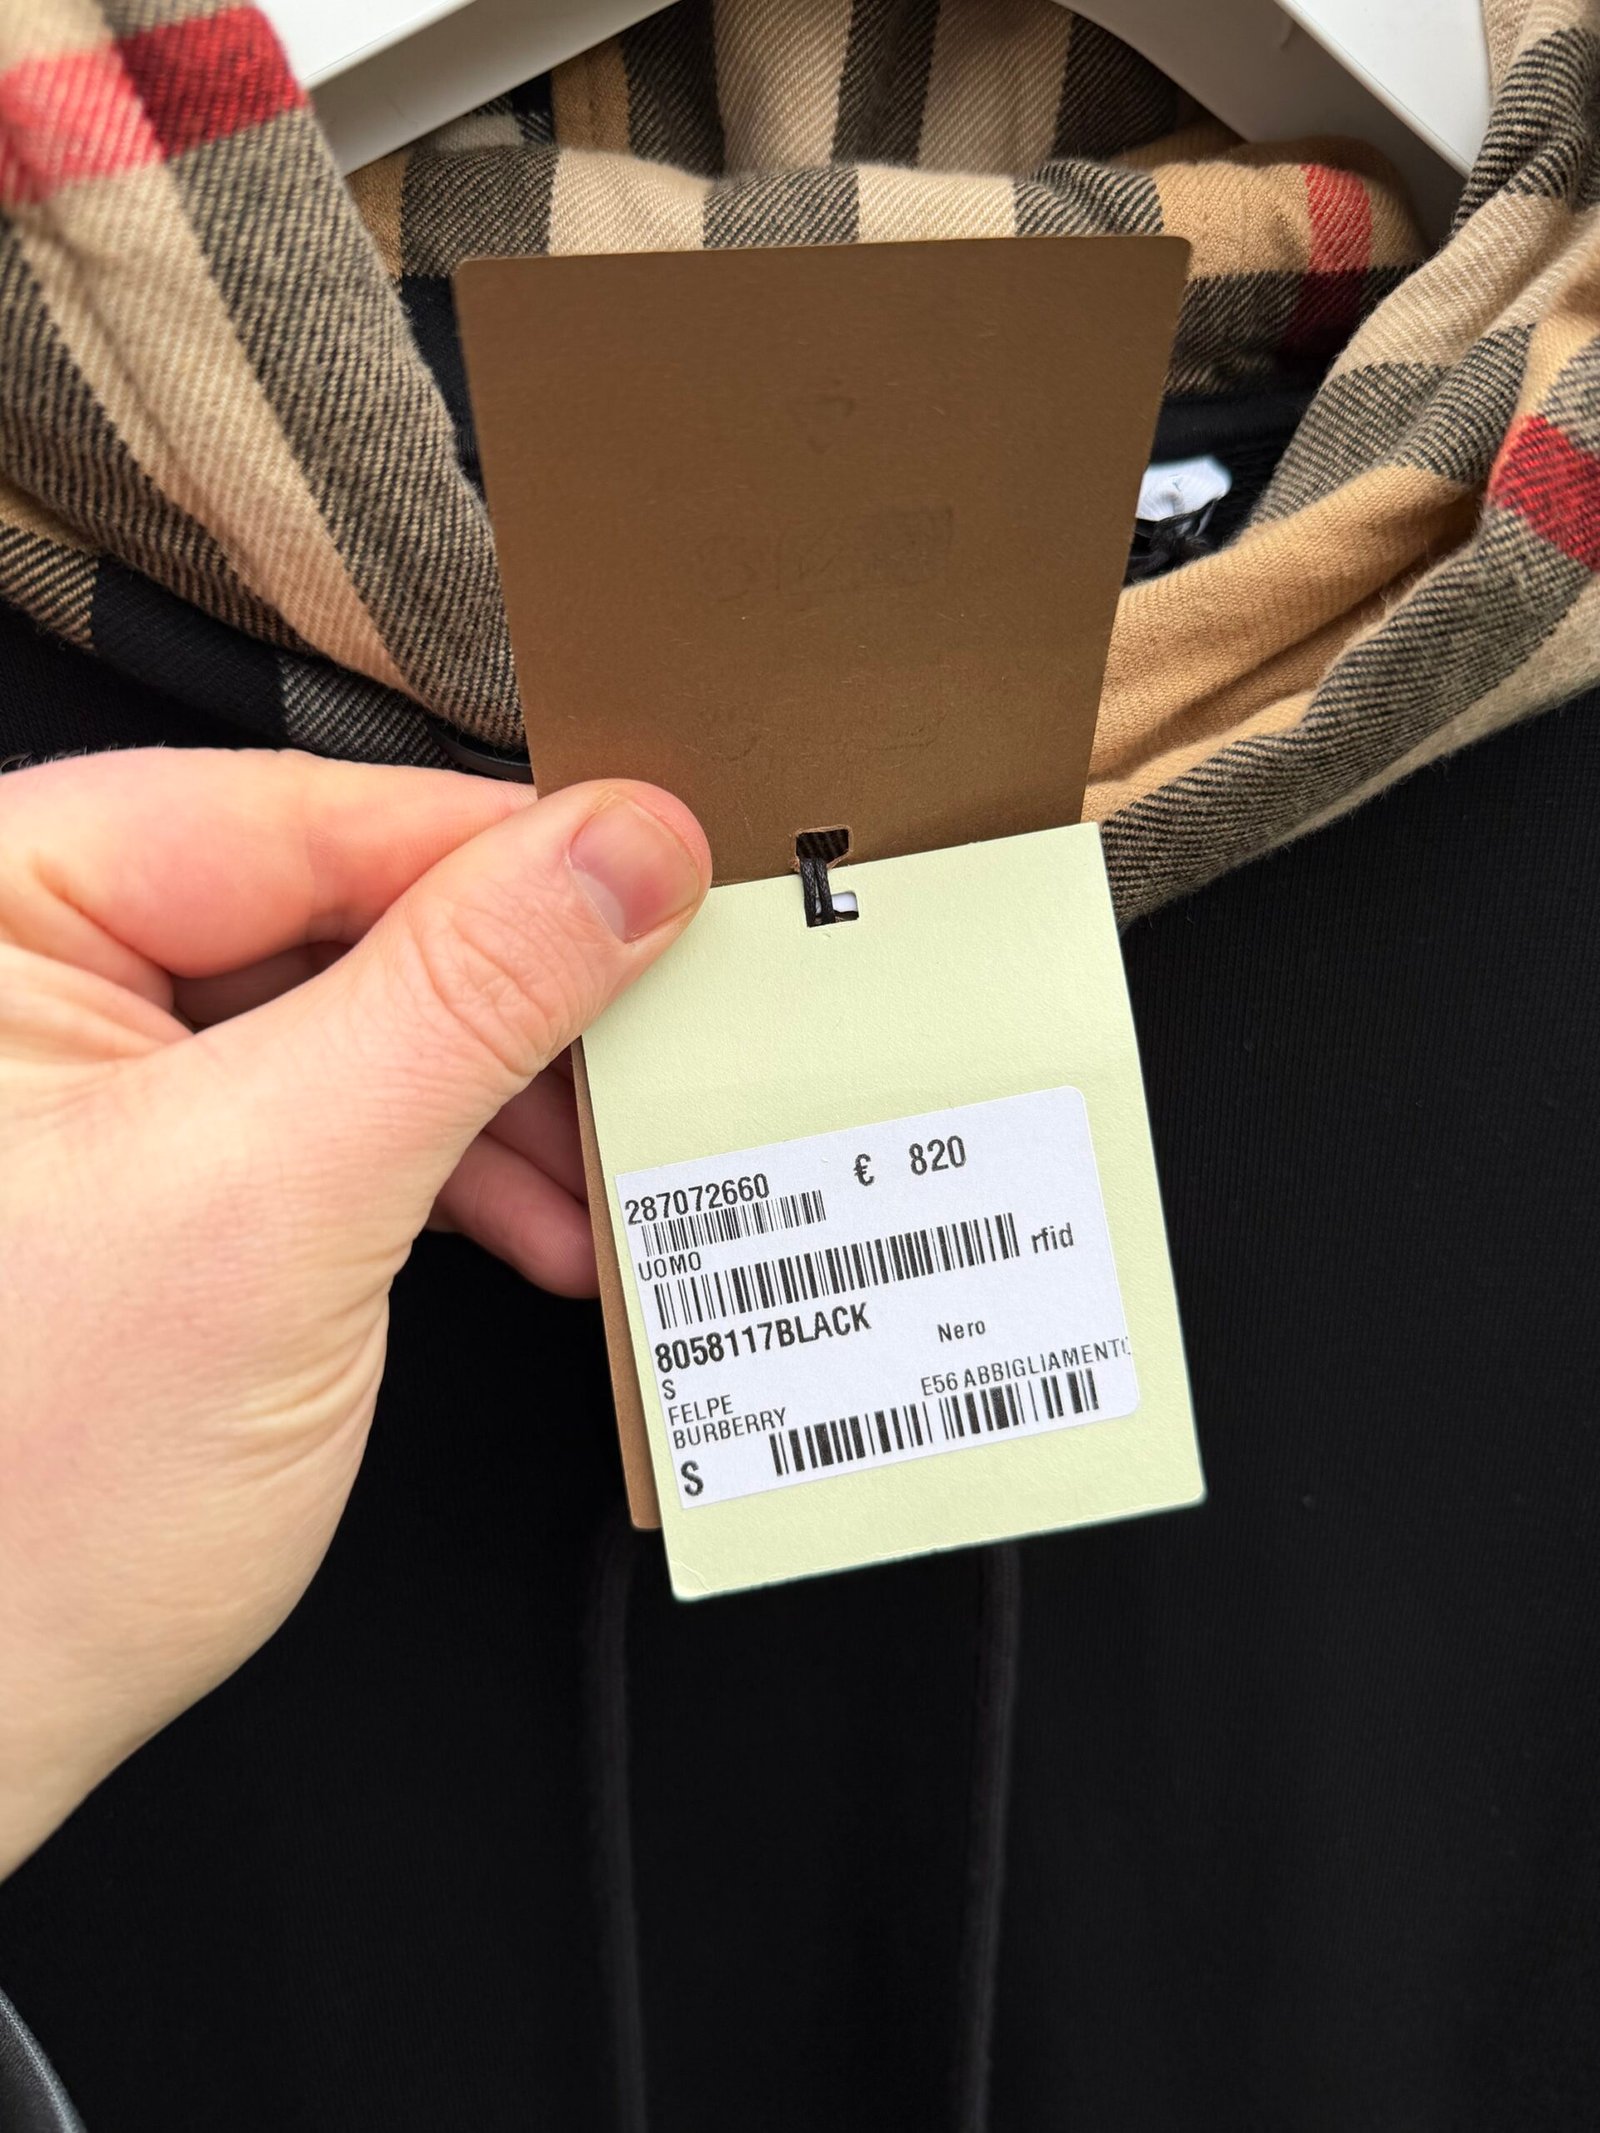 287072660 € 820
UOMO
rfid
8058117BLACK Nero
S E56 ABBIGLIAMENTO
FELPE
BURBERRY
S